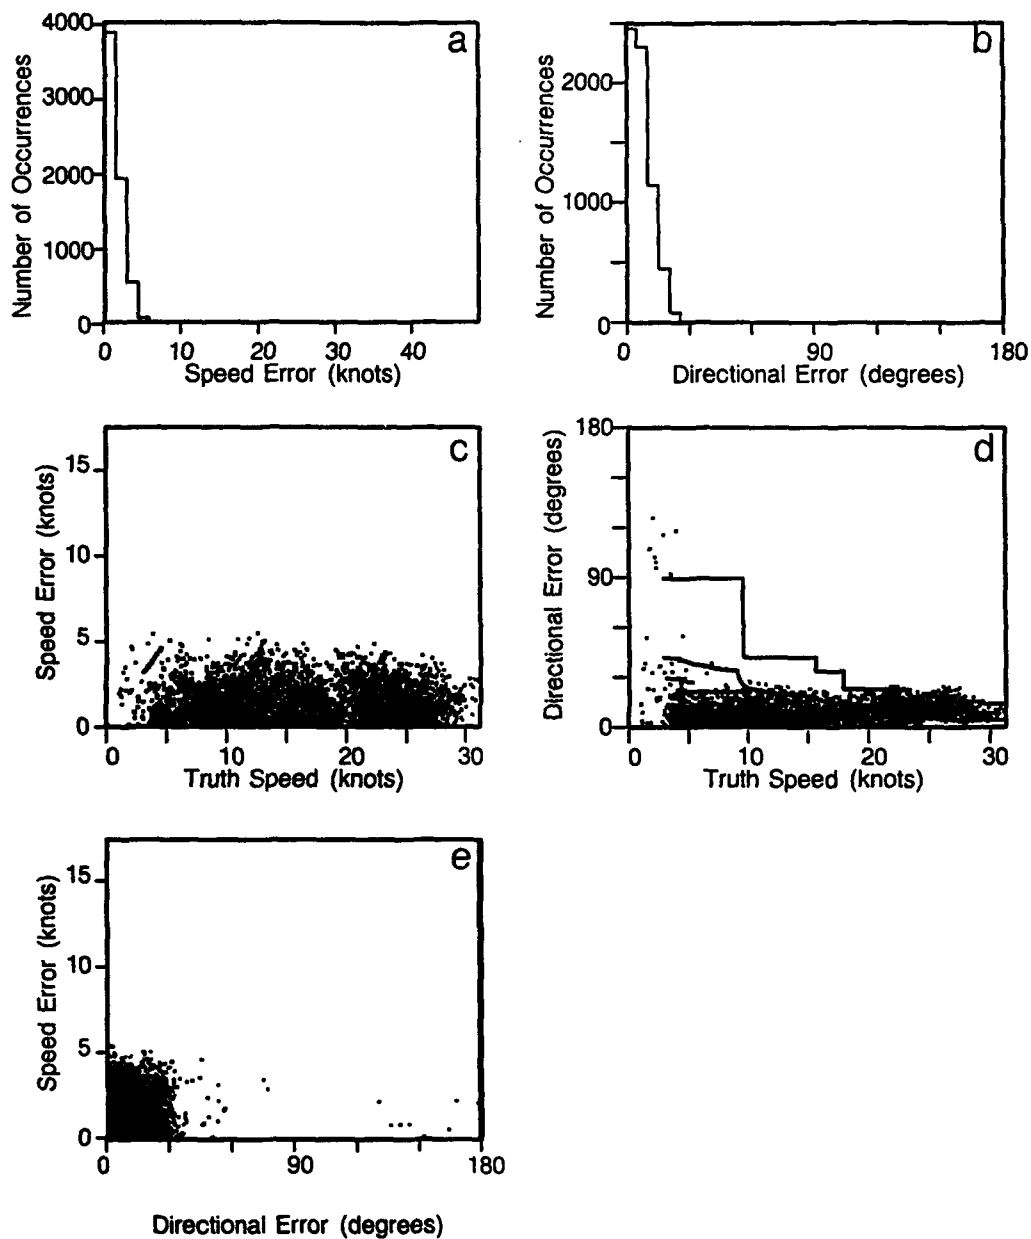 a
4000
3000
2000
1000
0
Number of Occurrences
0 10 20 30 40
Speed Error (knots)
b
2000
1000
0
Number of Occurrences
0 90 180
Directional Error (degrees)
c
15
10
5
0
Speed Error (knots)
0 10 20 30
Truth Speed (knots)
d
180
90
0
Directional Error (degrees)
0 10 20 30
Truth Speed (knots)
e
15
10
5
0
Speed Error (knots)
0 90 180
Directional Error (degrees)